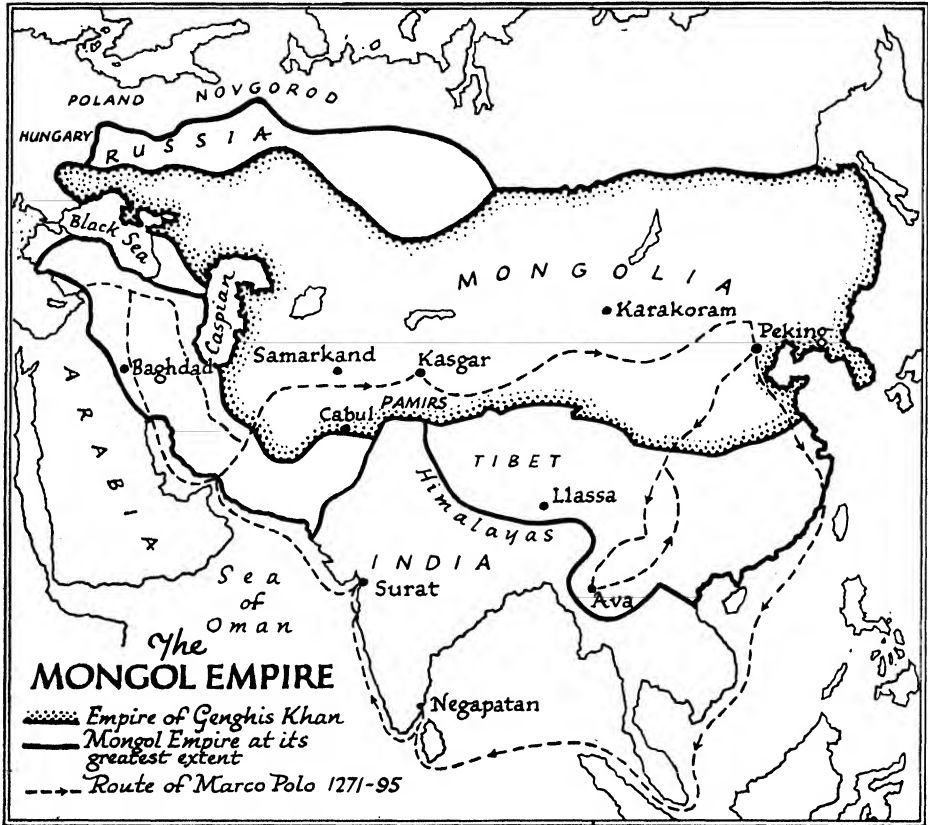 POLAND
NOVGOROD
HUNGARY
RUSSIA
Black Sea
Caspian
MONGOLIA
Karakoram
Peking
Baghdad
Samarkand
Kasgar
PAMIRS
Cabul
ARABIA
TIBET
Llassa
Himalayas
INDIA
Sea
of
Oman
Surat
Ava
Negapatan
The
MONGOL EMPIRE
Empire of Genghis Khan
Mongol Empire at its
greatest extent
Route of Marco Polo 1271-95